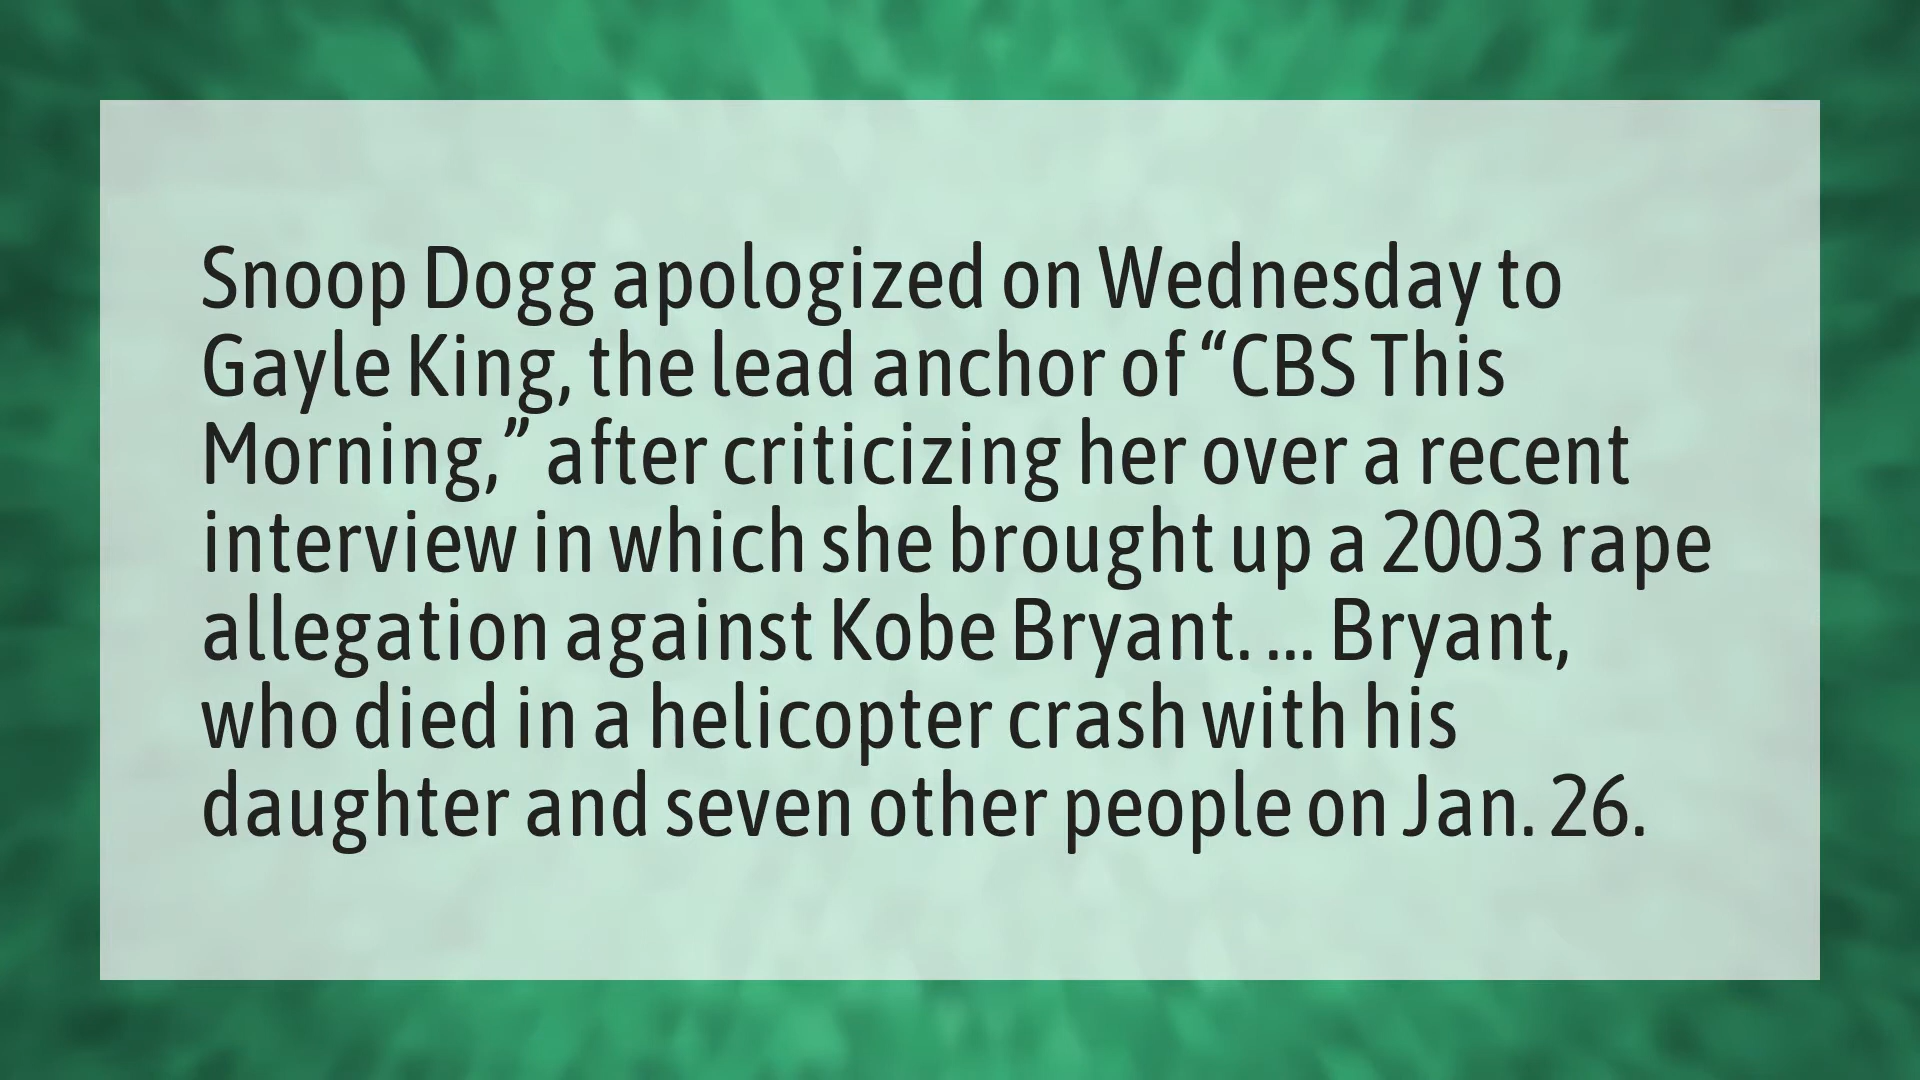 Snoop Dogg apologized on Wednesday to
Gayle King, the lead anchor of “CBS This
Morning,” after criticizing her over a recent
interview in which she brought up a 2003 rape
allegation against Kobe Bryant. ... Bryant,
who died in a helicopter crash with his
daughter and seven other people on Jan. 26.